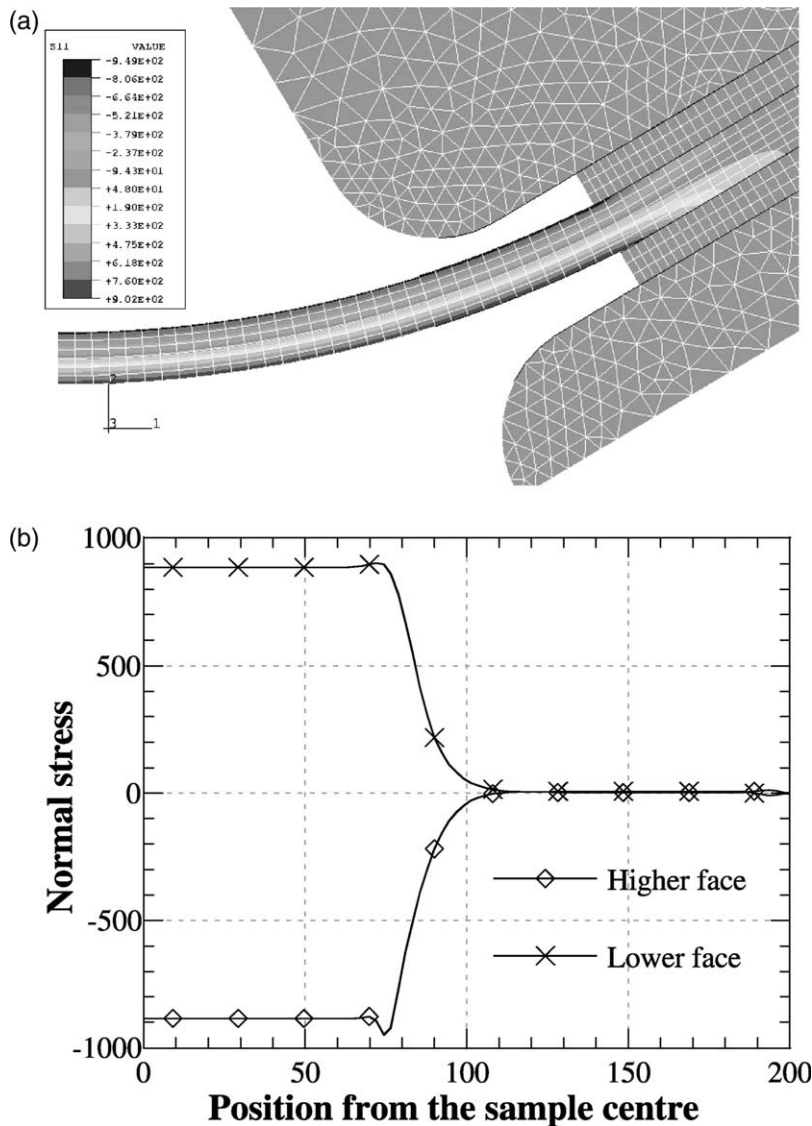 (a)
S11 VALUE
-9.49E+02
-8.06E+02
-6.64E+02
-5.21E+02
-3.79E+02
-2.37E+02
-9.43E+01
+4.80E+01
+1.90E+02
+3.33E+02
+4.75E+02
+6.18E+02
+7.60E+02
+9.02E+02
2
3 1
(b)
1000
500
0
-500
-1000
Normal stress
Higher face
Lower face
0 50 100 150 200
Position from the sample centre